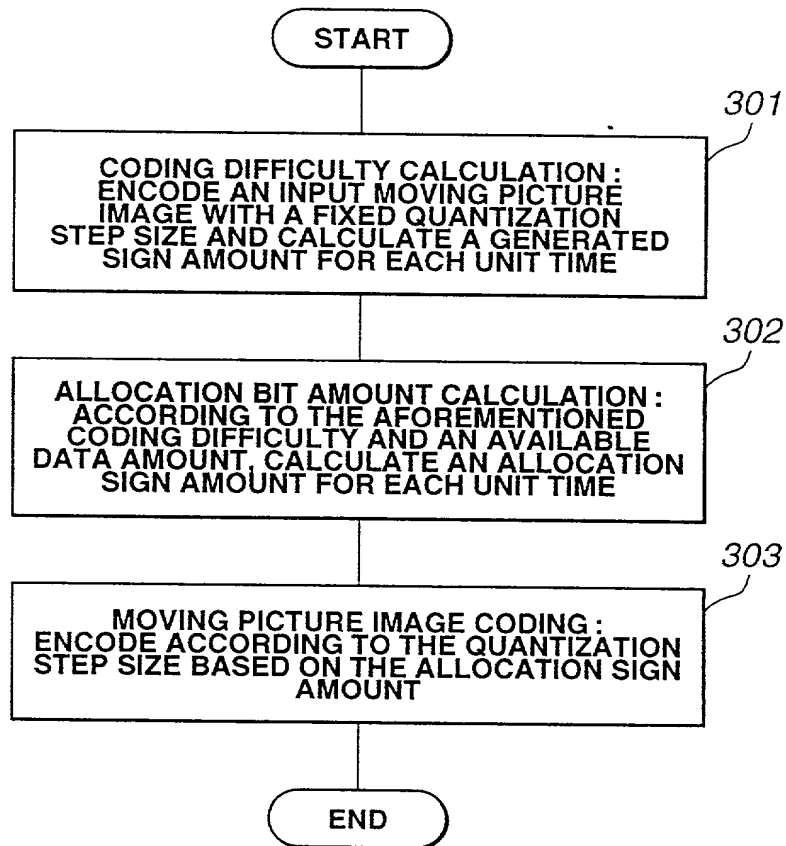 START
301
CODING DIFFICULTY CALCULATION :
ENCODE AN INPUT MOVING PICTURE
IMAGE WITH A FIXED QUANTIZATION
STEP SIZE AND CALCULATE A GENERATED
SIGN AMOUNT FOR EACH UNIT TIME
302
ALLOCATION BIT AMOUNT CALCULATION :
ACCORDING TO THE AFOREMENTIONED
CODING DIFFICULTY AND AN AVAILABLE
DATA AMOUNT, CALCULATE AN ALLOCATION
SIGN AMOUNT FOR EACH UNIT TIME
303
MOVING PICTURE IMAGE CODING :
ENCODE ACCORDING TO THE QUANTIZATION
STEP SIZE BASED ON THE ALLOCATION SIGN
AMOUNT
END